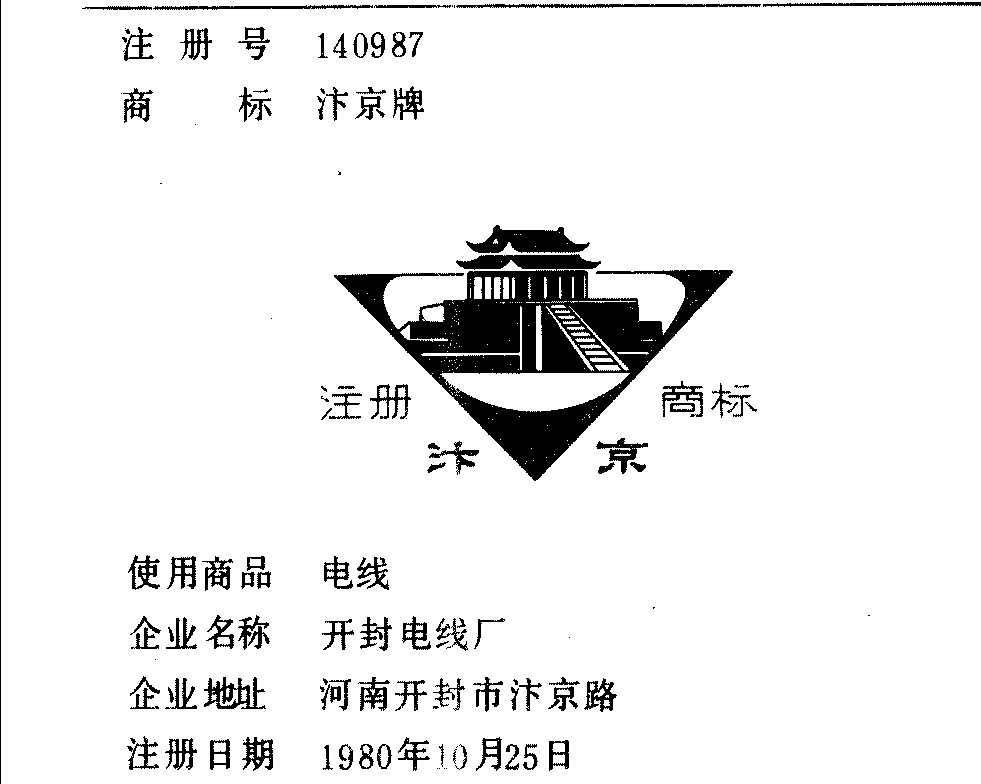 注册号 140987
商标 汴京牌
注册 商标
汴 京
使用商品 电线
企业名称 开封电线厂
企业地址 河南开封市汴京路
注册日期 1980年10月25日